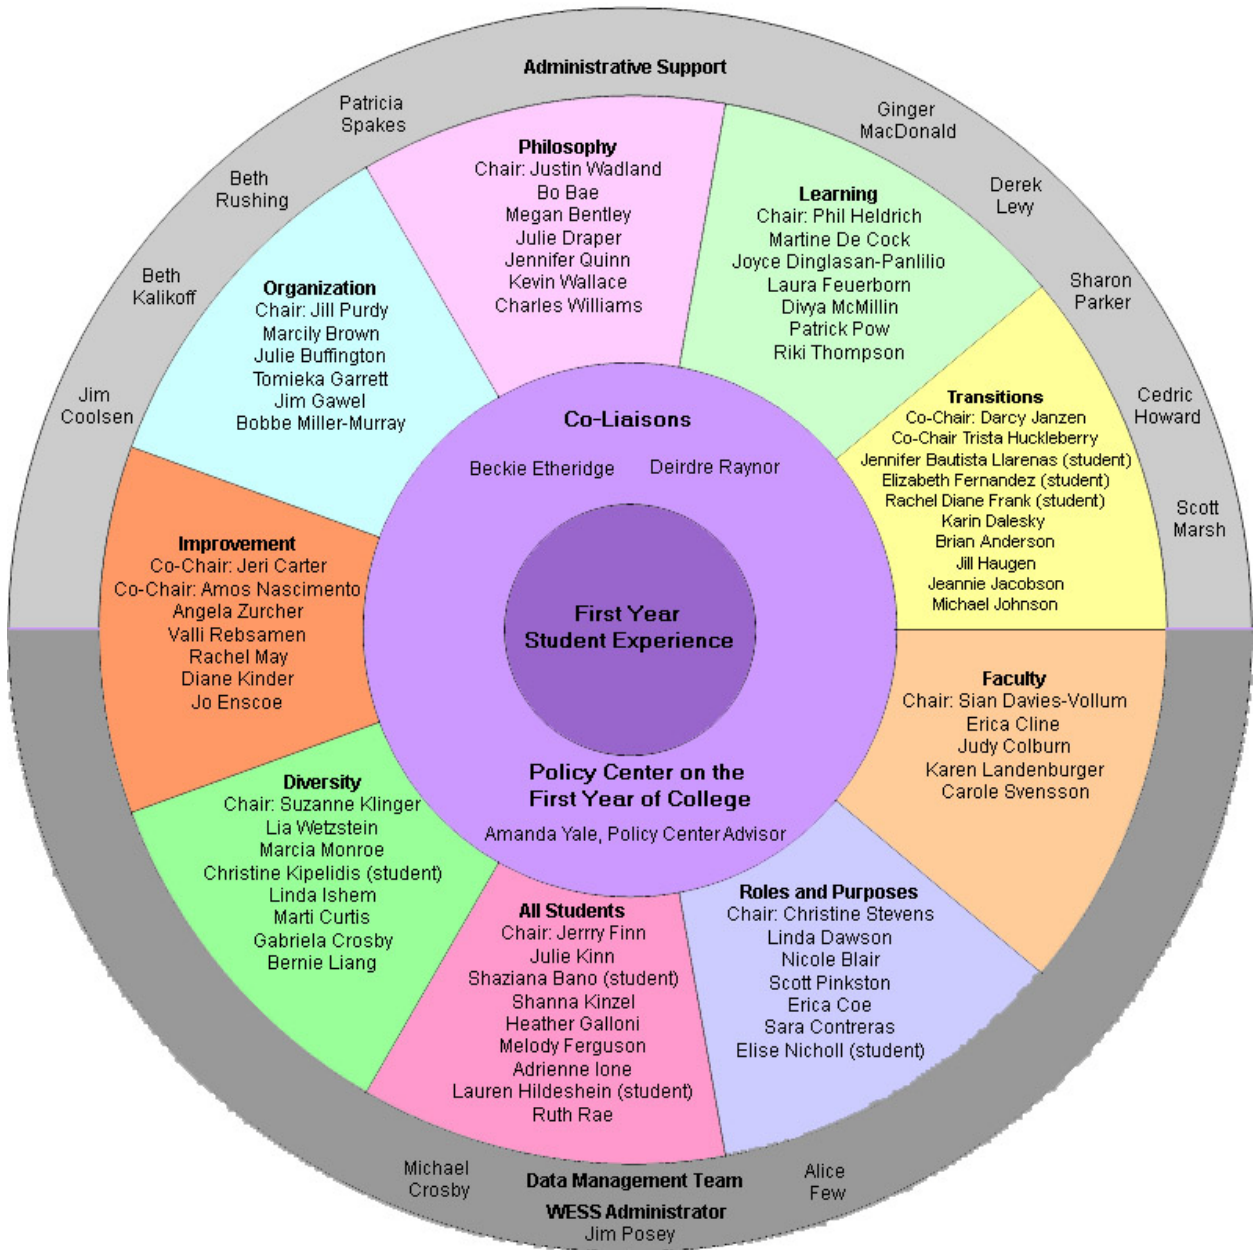 Administrative Support
Patricia
Spakes
Beth
Rushing
Beth
Kalikoff
Jim
Coolsen
Ginger
MacDonald
Derek
Levy
Sharon
Parker
Cedric
Howard
Scott
Marsh
Philosophy
Chair: Justin Wadland
Bo Bae
Megan Bentley
Julie Draper
Jennifer Quinn
Kevin Wallace
Charles Williams
Learning
Chair: Phil Heldrich
Martine De Cock
Joyce Dinglasan-Panlilio
Laura Feuerborn
Divya McMillin
Patrick Pow
Riki Thompson
Organization
Chair: Jill Purdy
Marcily Brown
Julie Buffington
Tomieka Garrett
Jim Gawel
Bobbe Miller-Murray
Transitions
Co-Chair: Darcy Janzen
Co-Chair Trista Huckleberry
Jennifer Bautista Llarenas (student)
Elizabeth Fernandez (student)
Rachel Diane Frank (student)
Karin Dalesky
Brian Anderson
Jill Haugen
Jeannie Jacobson
Michael Johnson
Co-Liaisons
Beckie Etheridge
Deirdre Raynor
First Year
Student Experience
Policy Center on the
First Year of College
Amanda Yale, Policy Center Advisor
Improvement
Co-Chair: Jeri Carter
Co-Chair: Amos Nascimento
Angela Zurcher
Valli Rebsamen
Rachel May
Diane Kinder
Jo Enscoe
Faculty
Chair: Sian Davies-Vollum
Erica Cline
Judy Colburn
Karen Landenburger
Carole Svensson
Diversity
Chair: Suzanne Klinger
Lia Wetzstein
Marcia Monroe
Christine Kipelidis (student)
Linda Ishem
Marti Curtis
Gabriela Crosby
Bernie Liang
All Students
Chair: Jerrry Finn
Julie Kinn
Shaziana Bano (student)
Shanna Kinzel
Heather Galloni
Melody Ferguson
Adrienne Ione
Lauren Hildeshein (student)
Ruth Rae
Roles and Purposes
Chair: Christine Stevens
Linda Dawson
Nicole Blair
Scott Pinkston
Erica Coe
Sara Contreras
Elise Nicholl (student)
Michael
Crosby
Data Management Team
WESS Administrator
Jim Posey
Alice
Few